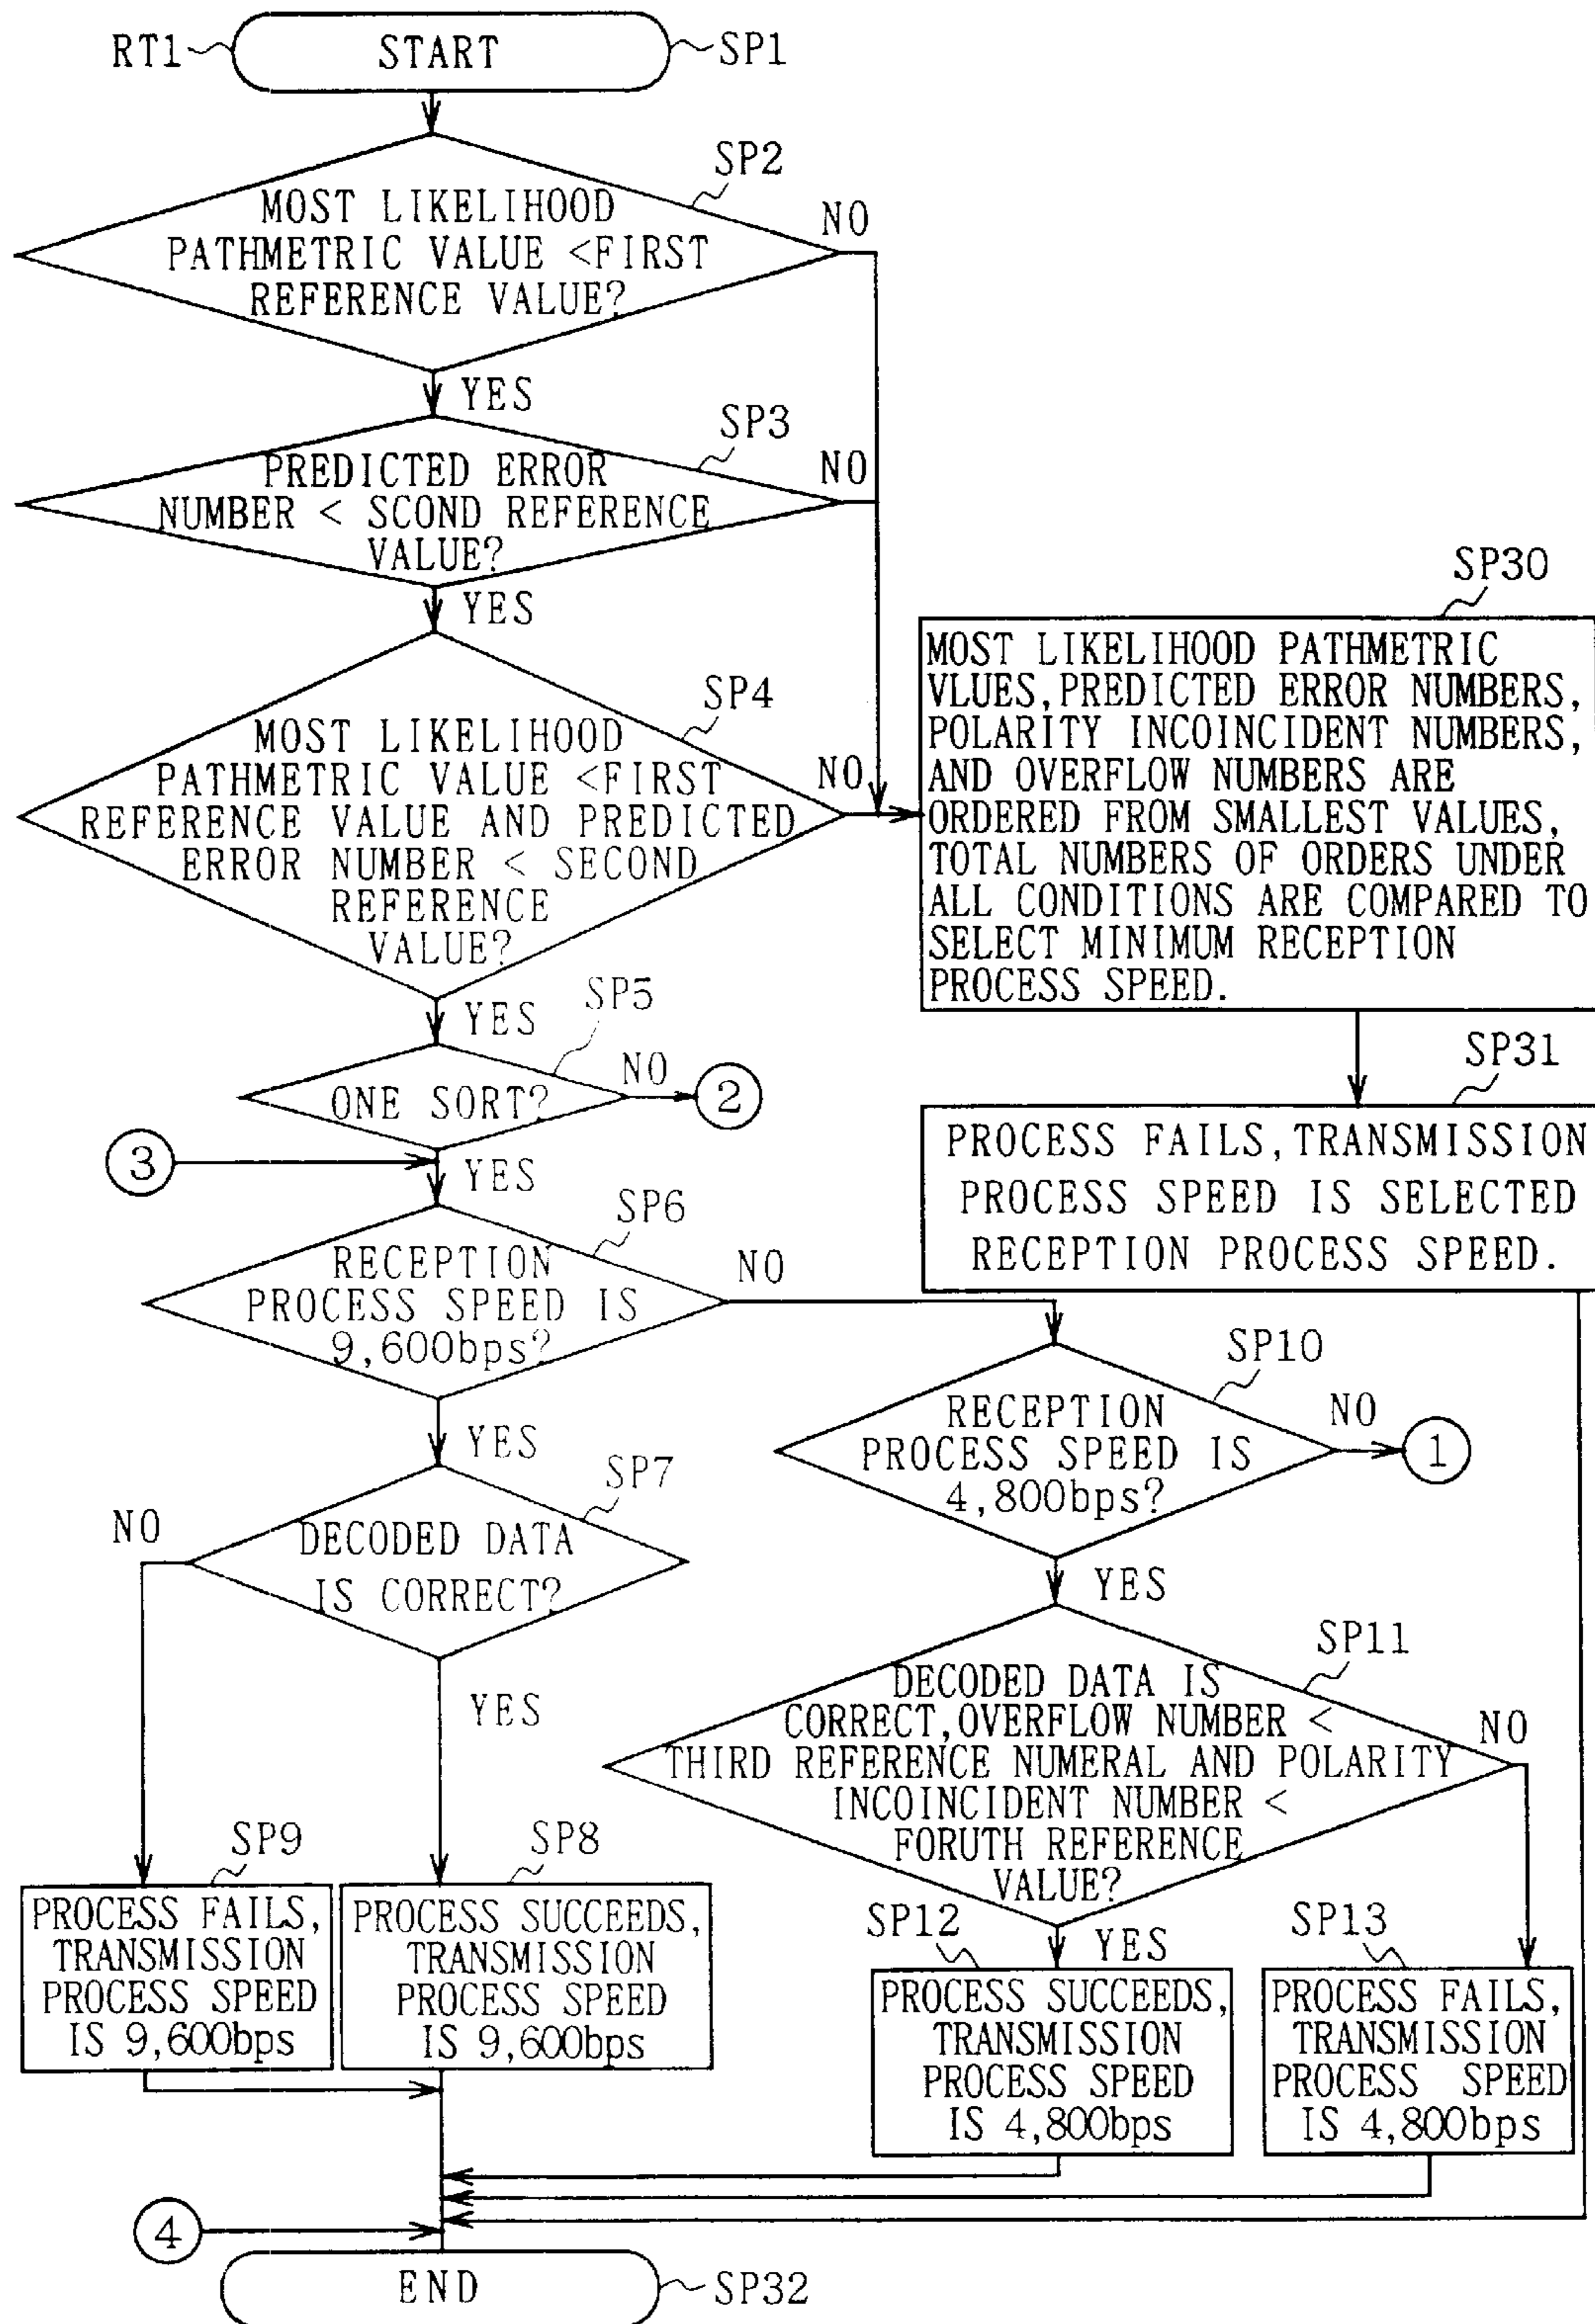 RT1
START
SP1
SP2
MOST LIKELIHOOD
PATHMETRIC VALUE <FIRST
REFERENCE VALUE?
NO
YES
SP3
PREDICTED ERROR
NUMBER < SCOND REFERENCE
VALUE?
NO
YES
SP4
MOST LIKELIHOOD
PATHMETRIC VALUE <FIRST
REFERENCE VALUE AND PREDICTED
ERROR NUMBER < SECOND
REFERENCE
VALUE?
NO
YES
SP30
MOST LIKELIHOOD PATHMETRIC
VLUES,PREDICTED ERROR NUMBERS,
POLARITY INCOINCIDENT NUMBERS,
AND OVERFLOW NUMBERS ARE
ORDERED FROM SMALLEST VALUES,
TOTAL NUMBERS OF ORDERS UNDER
ALL CONDITIONS ARE COMPARED TO
SELECT MINIMUM RECEPTION
PROCESS SPEED.
SP31
PROCESS FAILS,TRANSMISSION
PROCESS SPEED IS SELECTED
RECEPTION PROCESS SPEED.
SP5
ONE SORT?
NO
2
3
YES
SP6
RECEPTION
PROCESS SPEED IS
9,600bps?
NO
YES
SP10
RECEPTION
PROCESS SPEED IS
4,800bps?
NO
1
YES
SP7
DECODED DATA
IS CORRECT?
NO
YES
SP11
DECODED DATA IS
CORRECT,OVERFLOW NUMBER <
THIRD REFERENCE NUMERAL AND POLARITY
INCOINCIDENT NUMBER <
FORUTH REFERENCE
VALUE?
NO
YES
SP9
PROCESS FAILS,
TRANSMISSION
PROCESS SPEED
IS 9,600bps
SP8
PROCESS SUCCEEDS,
TRANSMISSION
PROCESS SPEED
IS 9,600bps
SP12
PROCESS SUCCEEDS,
TRANSMISSION
PROCESS SPEED
IS 4,800bps
SP13
PROCESS FAILS,
TRANSMISSION
PROCESS SPEED
IS 4,800bps
4
END
SP32